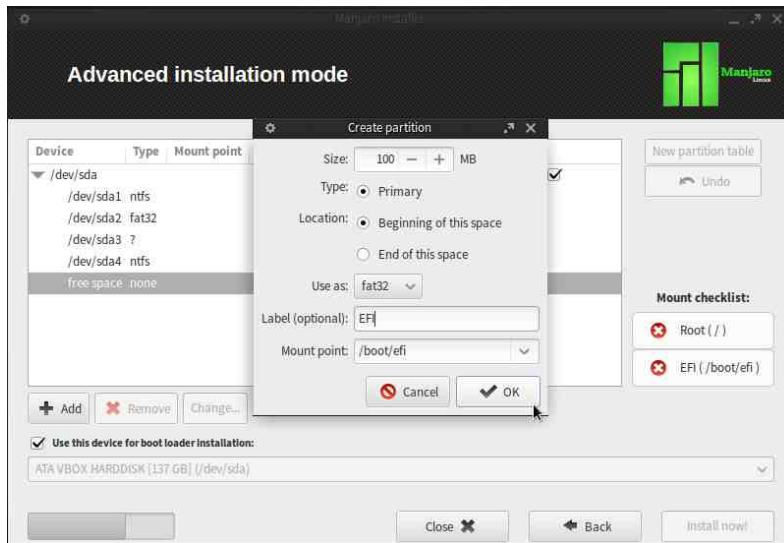 Manjaro Installer
Advanced installation mode
Manjaro
Linux
Create partition
Device Type Mount point
/dev/sda
/dev/sda1 ntfs
/dev/sda2 fat32
/dev/sda3 ?
/dev/sda4 ntfs
free space none
Size: 100 MB
Type: Primary
Location: Beginning of this space
End of this space
Use as: fat32
Label (optional): EFI
Mount point: /boot/efi
Cancel OK
New partition table
Undo
Mount checklist:
Root ( / )
EFI ( /boot/efi )
Add Remove Change...
Use this device for boot loader installation:
ATA VBOX HARDDISK [137 GB] (/dev/sda)
Close Back Install now!